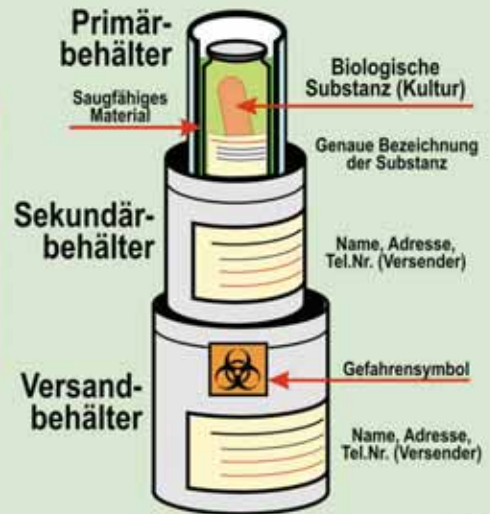 Primär-
behälter
Saugfähiges
Material
Biologische
Substanz (Kultur)
Genaue Bezeichnung
der Substanz
Sekundär-
behälter
Name, Adresse,
Tel.Nr. (Versender)
Versand-
behälter
Gefahrensymbol
Name, Adresse,
Tel.Nr. (Versender)